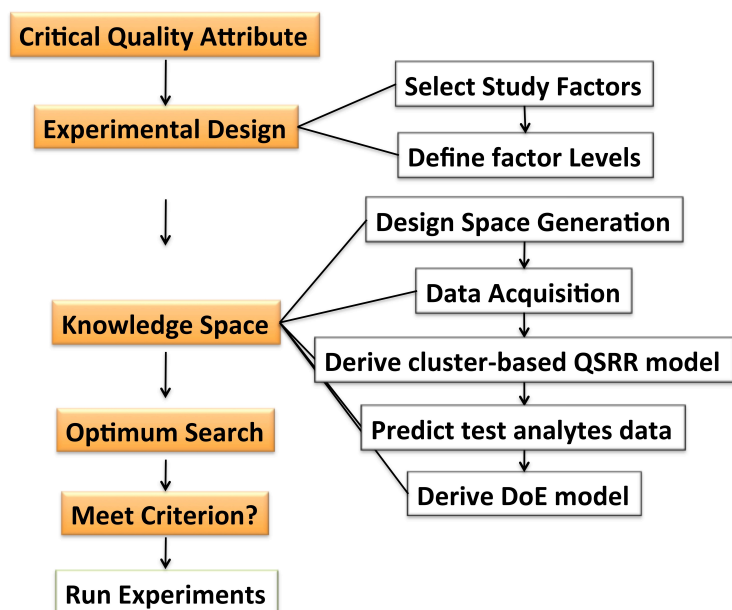 Critical Quality Attribute
Experimental Design
Select Study Factors
Define factor Levels
Design Space Generation
Data Acquisition
Knowledge Space
Derive cluster-based QSRR model
Predict test analytes data
Derive DoE model
Optimum Search
Meet Criterion?
Run Experiments